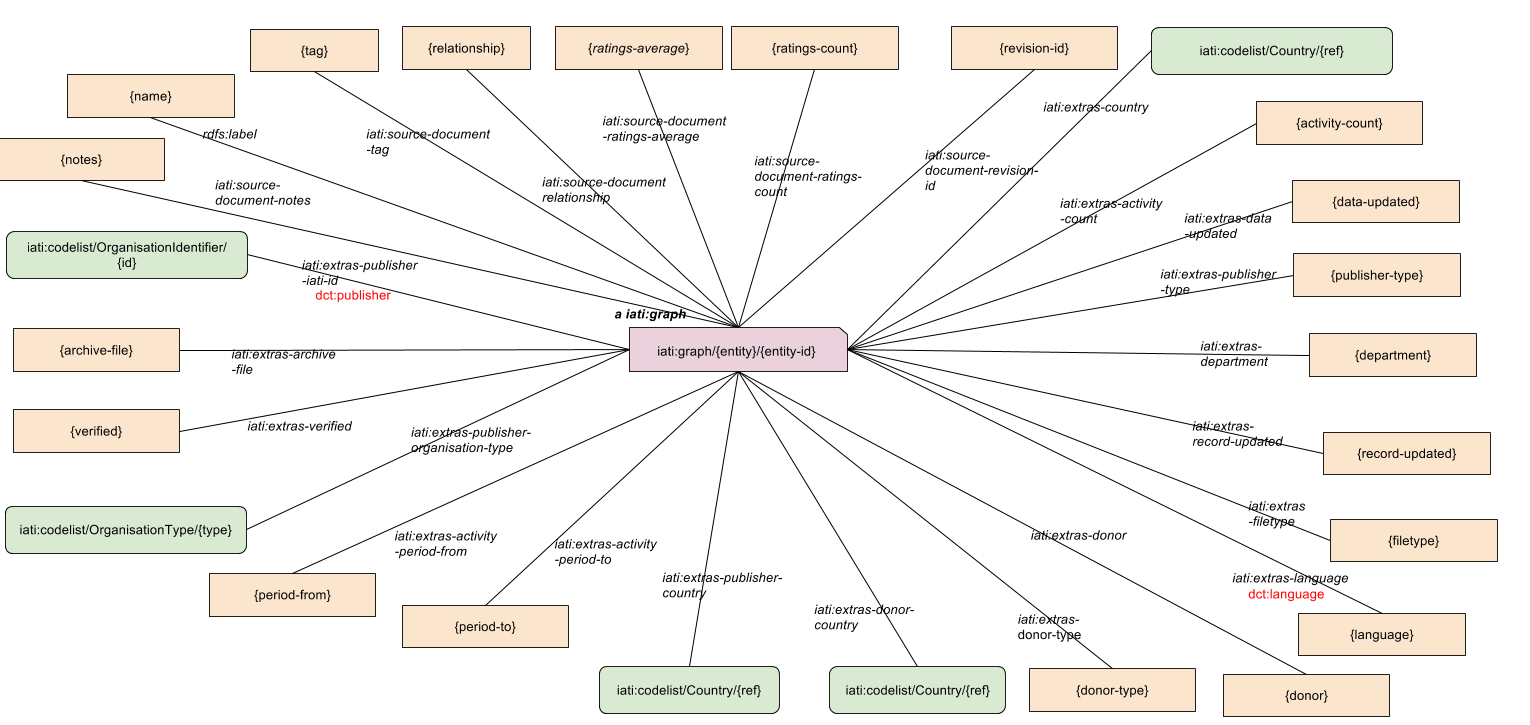 {tag}
{relationship}
{ratings-average}
{ratings-count}
{revision-id}
iati:codelist/Country/{ref}
{name}
{activity-count}
iati:extras-country
rdfs:label
iati:source-document
-tag
iati:source-document
-ratings-average
{notes}
iati:source-
document-ratings-
count
iati:source-
document-revision-
id
iati:source-
document-notes
iati:source-document
relationship
iati:extras-activity
-count
{data-updated}
iati:extras-data
-updated
iati:codelist/OrganisationIdentifier/
{id}
iati:extras-publisher
-iati-id
dct:publisher
iati:extras-publisher
-type
{publisher-type}
a iati:graph
iati:graph/{entity}/{entity-id}
{archive-file}
iati:extras-archive
-file
iati:extras-
department
{department}
{verified}
iati:extras-verified
iati:extras-publisher-
organisation-type
iati:extras-
record-updated
{record-updated}
iati:codelist/OrganisationType/{type}
iati:extras-activity
-period-from
iati:extras-activity
-period-to
iati:extras-donor
iati:extras
-filetype
{filetype}
{period-from}
iati:extras-publisher-
country
iati:extras-language
dct:language
{period-to}
iati:extras-donor-
country
iati:extras-
donor-type
{language}
iati:codelist/Country/{ref}
iati:codelist/Country/{ref}
{donor-type}
{donor}